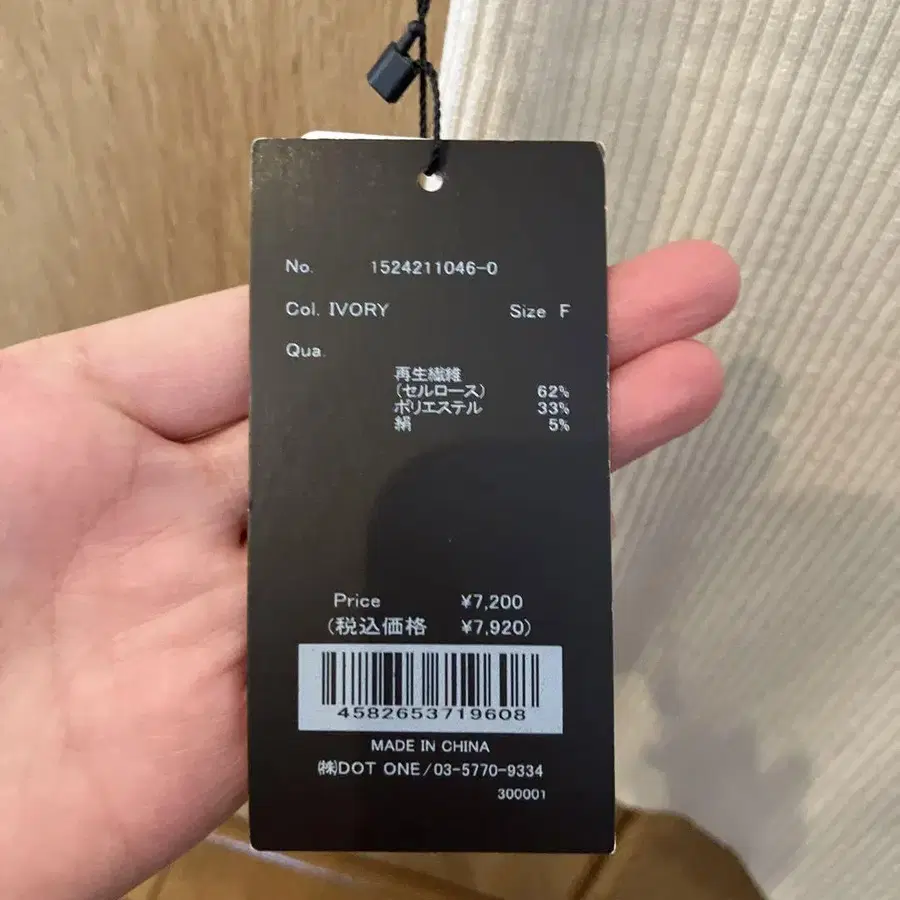 No. 1524211046-0
Col. IVORY Size F
Qua.
再生繊維
(セルロース) 62%
ポリエステル 33%
絹 5%
Price ¥7,200
(税込価格 ¥7,920)
4582653719608
MADE IN CHINA
㈱DOT ONE/03-5770-9334
300001